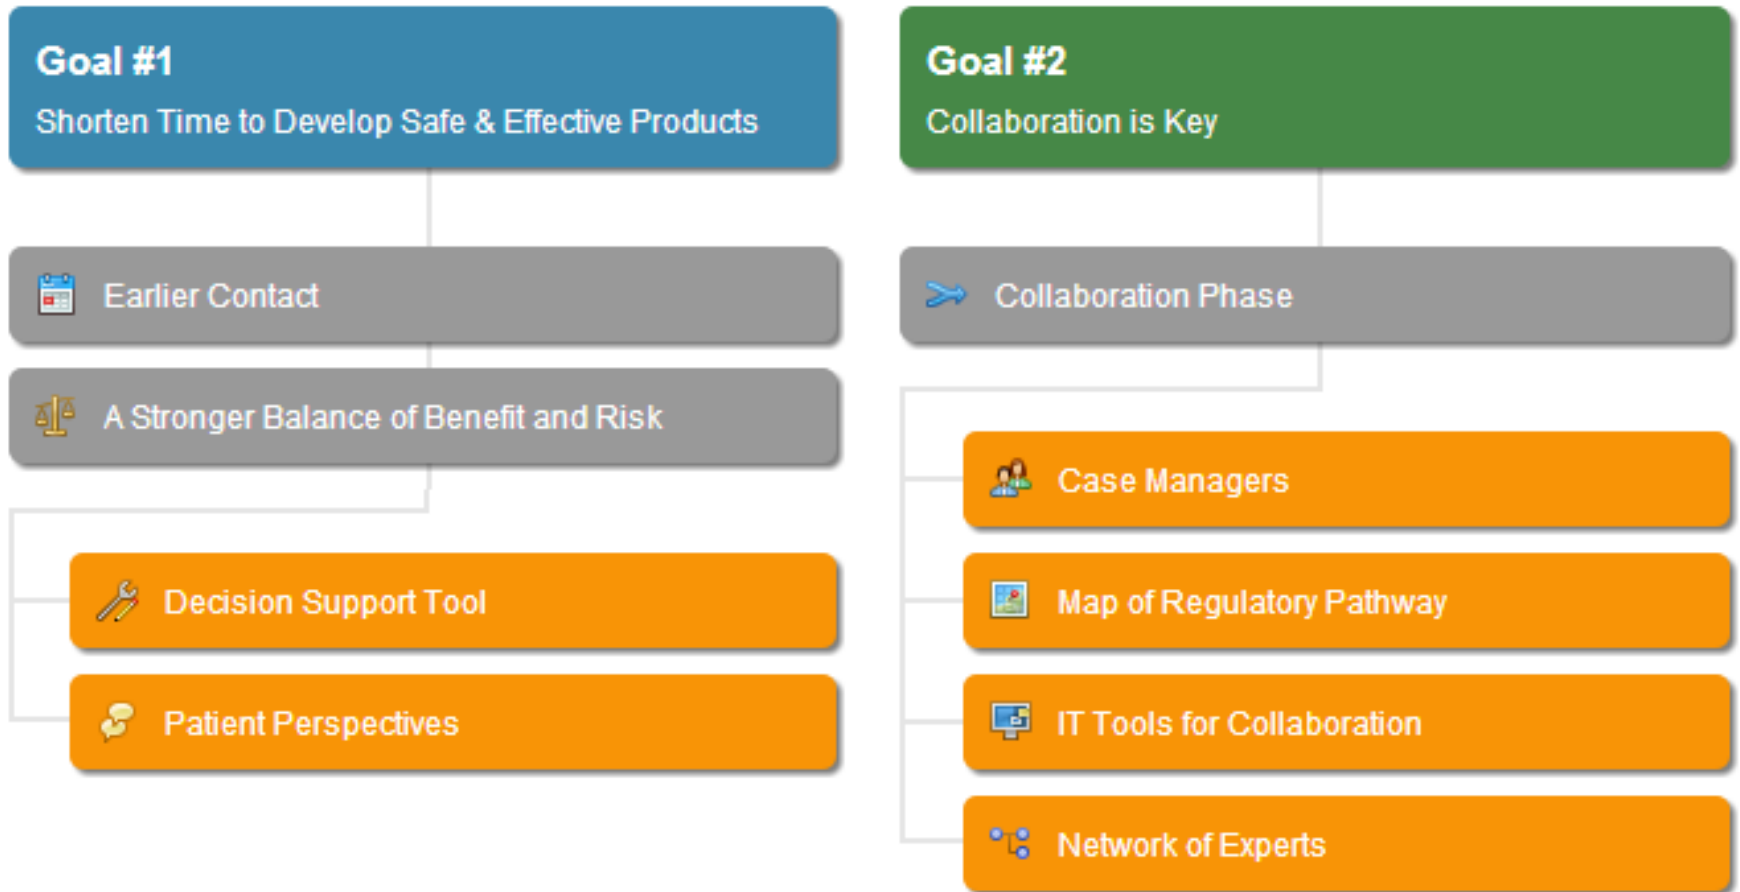 Goal #1
Shorten Time to Develop Safe & Effective Products
Earlier Contact
A Stronger Balance of Benefit and Risk
Decision Support Tool
Patient Perspectives
Goal #2
Collaboration is Key
Collaboration Phase
Case Managers
Map of Regulatory Pathway
IT Tools for Collaboration
Network of Experts